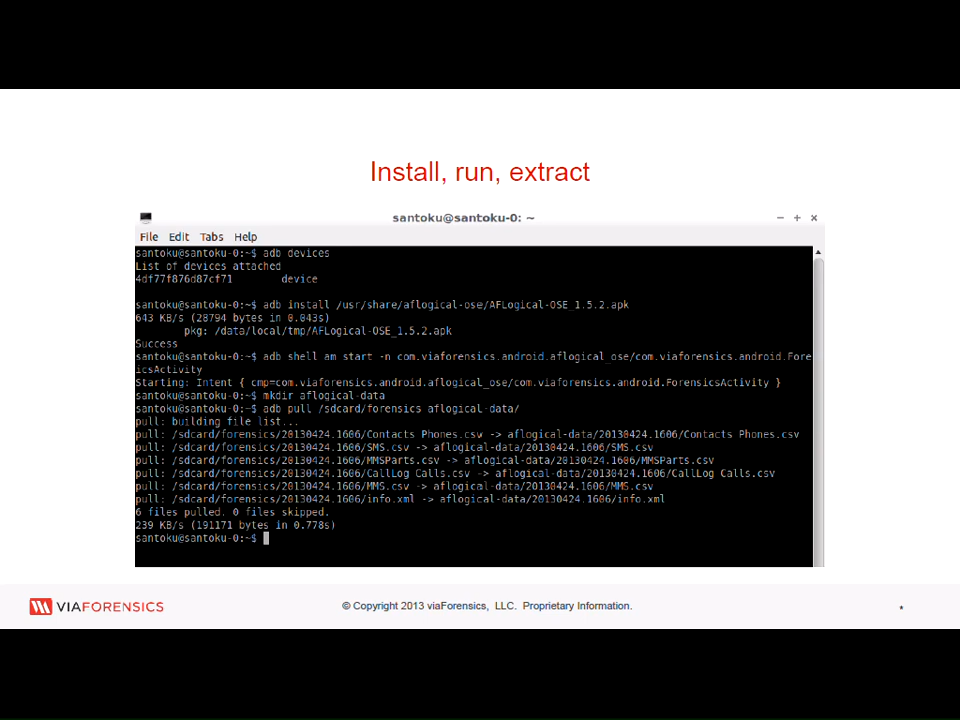 Install, run, extract
santoku@santoku-0: ~
File Edit Tabs Help
santoku@santoku-0:~$ adb devices
List of devices attached
4df77f876d87cf71 device
santoku@santoku-0:~$ adb install /usr/share/aflogical-ose/AFLogical-OSE_1.5.2.apk
643 KB/s (28794 bytes in 0.043s)
pkg: /data/local/tmp/AFLogical-OSE_1.5.2.apk
Success
santoku@santoku-0:~$ adb shell am start -n com.viaforensics.android.aflogical_ose/com.viaforensics.android.Fore
icsActivity
Starting: Intent { cmp=com.viaforensics.android.aflogical_ose/com.viaforensics.android.ForensicsActivity }
santoku@santoku-0:~$ mkdir aflogical-data
santoku@santoku-0:~$ adb pull /sdcard/forensics aflogical-data/
pull: building file list...
pull: /sdcard/forensics/20130424.1606/Contacts Phones.csv -> aflogical-data/20130424.1606/Contacts Phones.csv
pull: /sdcard/forensics/20130424.1606/SMS.csv -> aflogical-data/20130424.1606/SMS.csv
pull: /sdcard/forensics/20130424.1606/MMSParts.csv -> aflogical-data/20130424.1606/MMSParts.csv
pull: /sdcard/forensics/20130424.1606/CallLog Calls.csv -> aflogical-data/20130424.1606/CallLog Calls.csv
pull: /sdcard/forensics/20130424.1606/MMS.csv -> aflogical-data/20130424.1606/MMS.csv
pull: /sdcard/forensics/20130424.1606/info.xml -> aflogical-data/20130424.1606/info.xml
6 files pulled. 0 files skipped.
239 KB/s (191171 bytes in 0.778s)
santoku@santoku-0:~$
VIAFORENSICS
© Copyright 2013 viaForensics, LLC. Proprietary Information.
*